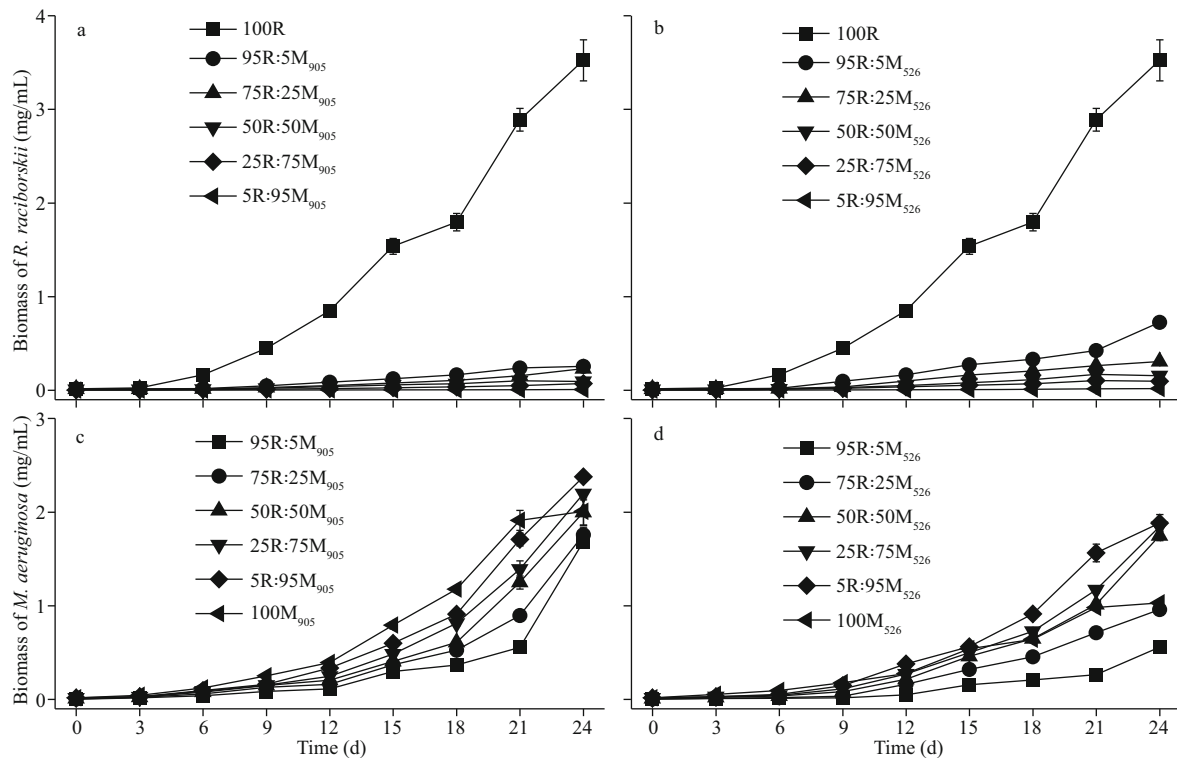 a
Biomass of R. raciborskii (mg/mL)
4
3
2
1
0
100R
95R:5M905
75R:25M905
50R:50M905
25R:75M905
5R:95M905
b
100R
95R:5M526
75R:25M526
50R:50M526
25R:75M526
5R:95M526
c
Biomass of M. aeruginosa (mg/mL)
3
2
1
0
95R:5M905
75R:25M905
50R:50M905
25R:75M905
5R:95M905
100M905
0 3 6 9 12 15 18 21 24
Time (d)
d
95R:5M526
75R:25M526
50R:50M526
25R:75M526
5R:95M526
100M526
0 3 6 9 12 15 18 21 24
Time (d)